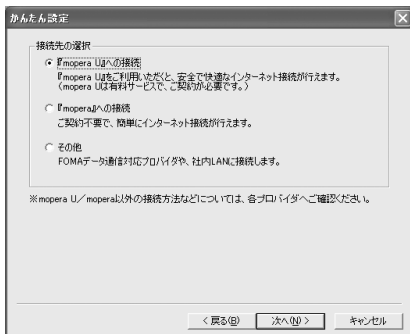 かんたん設定
接続先の選択
『mopera U』への接続
『mopera U』をご利用いただくと、安全で快適なインターネット接続が行えます。
(mopera Uは有料サービスで、ご契約が必要です。)
『mopera』への接続
ご契約不要で、簡単にインターネット接続が行えます。
その他
FOMAデータ通信対応プロバイダや、社内LANに接続します。
※mopera U/mopera以外の接続方法などについては、各プロバイダへご確認ください。
< 戻る(B)
次へ(N) >
キャンセル